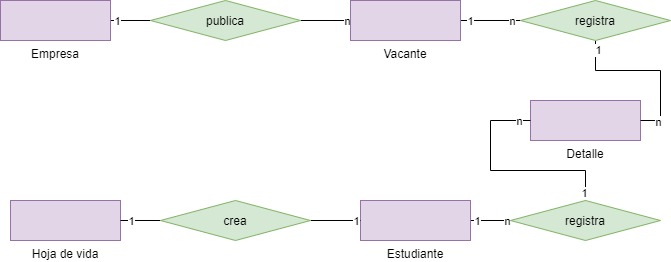 1 publica n 1 n registra
Empresa Vacante 1
n n
Detalle
1
1 crea 1 1 n registra
Hoja de vida Estudiante